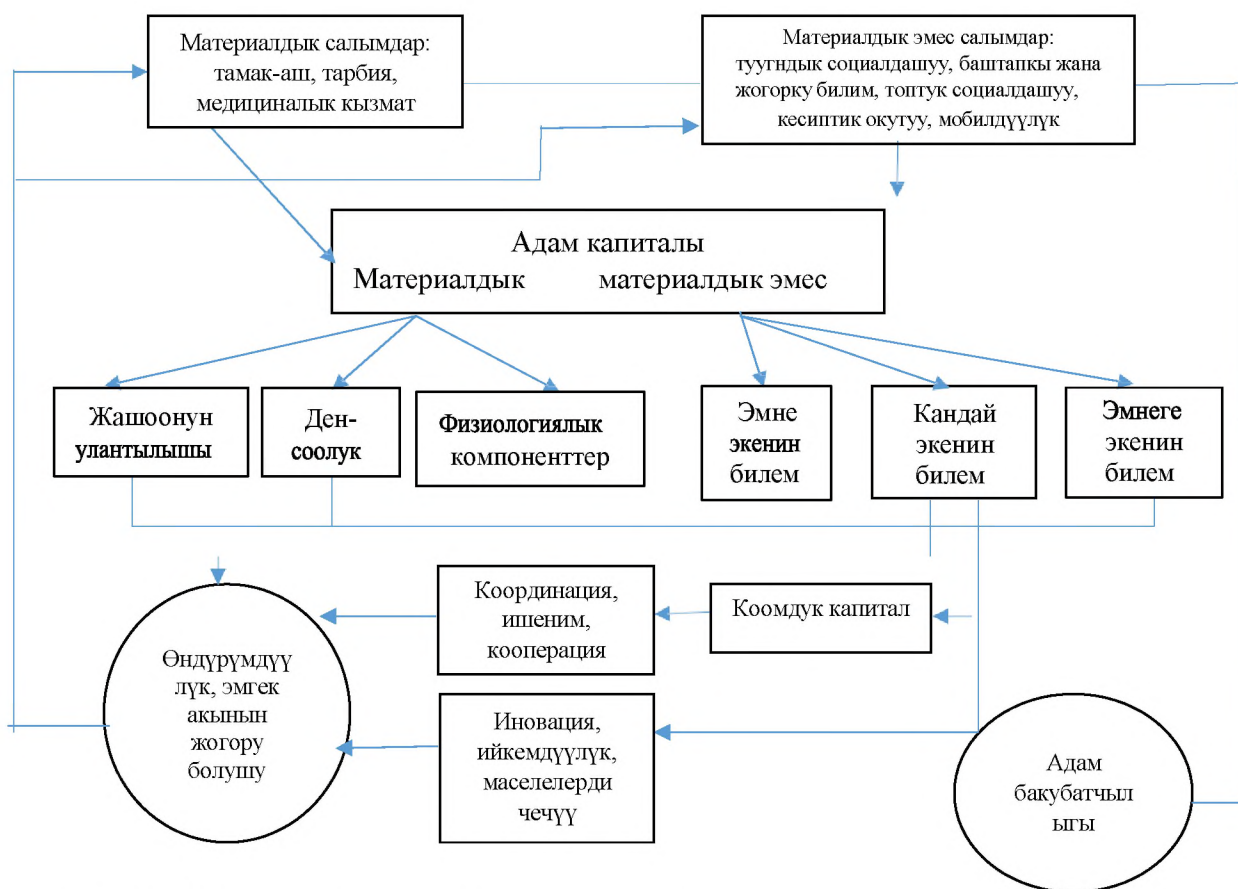 Материалдык салымдар:
тамак-аш, тарбия,
медициналык кызмат
Материалдык эмес салымдар:
туугндык социалдашуу, баштапкы жана
жогорку билим, топтук социалдашуу,
кесиптик окутуу, мобилдүүлүк
Адам капиталы
Материалдык материалдык эмес
Жашоонун
улантылышы
Ден-
соолук
Физиологиялык
компоненттер
Эмне
экенин
билем
Кандай
экенин
билем
Эмнеге
экенин
билем
Координация,
ишеним,
кооперация
Коомдук капитал
Өндүрүмдүү
лүк, эмгек
акынын
жогору
болушу
Иновация,
ийкемдүүлүк,
маселелерди
чечүү
Адам
бакубатчыл
ыгы